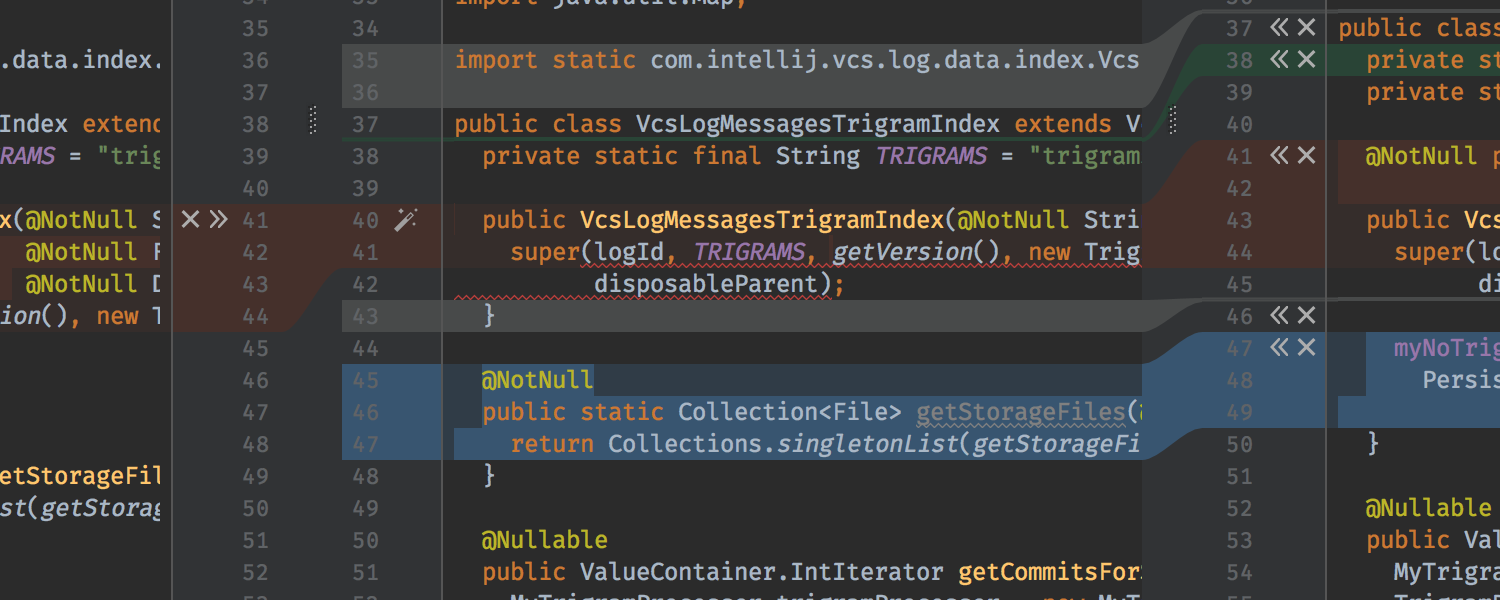 35
.data.index. 36
37
Index extend 38
RAMS = "trig 39
40
x(@NotNull S 41
@NotNull F 42
@NotNull D 43
ion(), new T 44
45
46
47
48
etStorageFil 49
st(getStorag 50
51
52
import java.util.Map;
34
35 import static com.intellij.vcs.log.data.index.Vcs
36
37 public class VcsLogMessagesTrigramIndex extends V
38 private static final String TRIGRAMS = "trigram
39
40 public VcsLogMessagesTrigramIndex(@NotNull Stri
41 super(logId, TRIGRAMS, getVersion(), new Trig
42 disposableParent);
43 }
44
45 @NotNull
46 public static Collection<File> getStorageFiles(@
47 return Collections.singletonList(getStorageFi
48 }
49
50 @Nullable
51 public ValueContainer.IntIterator getCommitsFor
37 public class
38 private st
39 private st
40
41 @NotNull p
42
43 public Vcs
44 super(lo
45 di
46
47 myNoTrig
48 Persis
49
50 }
51
52 @Nullable
53 public Val
54 MyTrigra